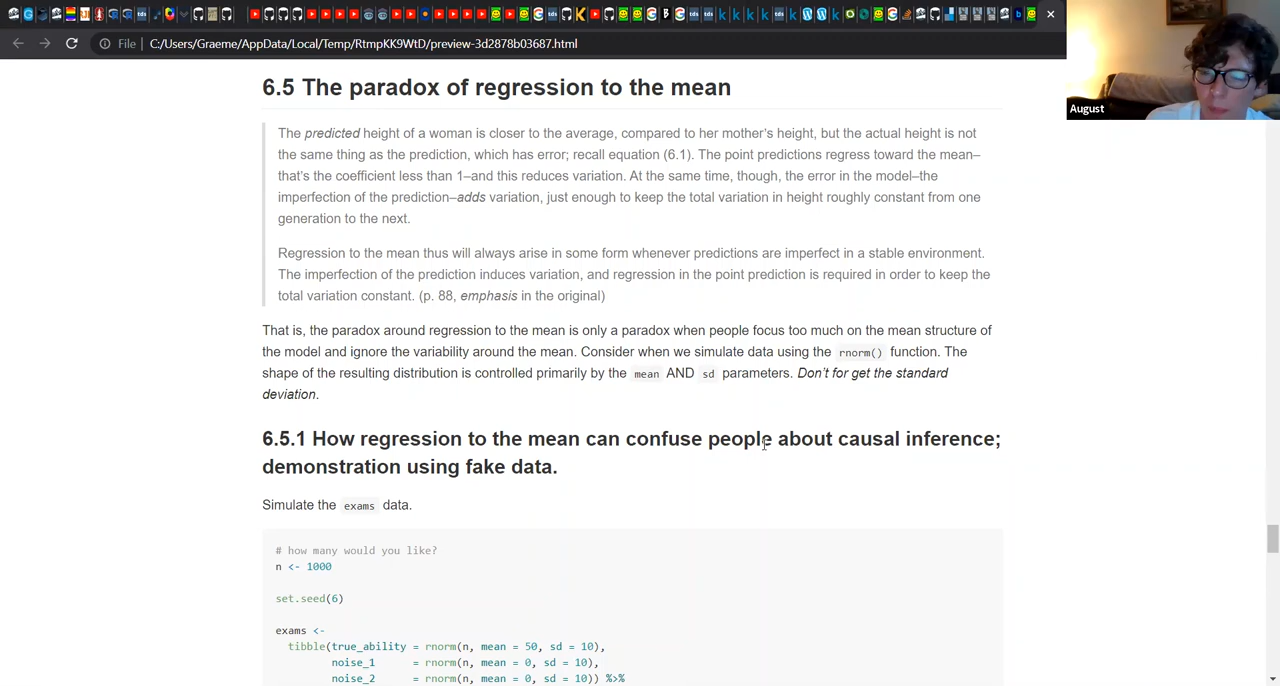 File
C:/Users/Graeme/AppData/Local/Temp/RtmpKK9WtD/preview-3d2878b03687.html
August
6.5 The paradox of regression to the mean
The predicted height of a woman is closer to the average, compared to her mother's height, but the actual height is not
the same thing as the prediction, which has error; recall equation (6.1). The point predictions regress toward the mean–
that's the coefficient less than 1–and this reduces variation. At the same time, though, the error in the model–the
imperfection of the prediction–adds variation, just enough to keep the total variation in height roughly constant from one
generation to the next.
Regression to the mean thus will always arise in some form whenever predictions are imperfect in a stable environment.
The imperfection of the prediction induces variation, and regression in the point prediction is required in order to keep the
total variation constant. (p. 88, emphasis in the original)
That is, the paradox around regression to the mean is only a paradox when people focus too much on the mean structure of
the model and ignore the variability around the mean. Consider when we simulate data using the rnorm() function. The
shape of the resulting distribution is controlled primarily by the mean AND sd parameters. Don't for get the standard
deviation.
6.5.1 How regression to the mean can confuse people about causal inference;
demonstration using fake data.
Simulate the exams data.
# how many would you like?
n <- 1000
set.seed(6)
exams <-
tibble(true_ability = rnorm(n, mean = 50, sd = 10),
noise_1 = rnorm(n, mean = 0, sd = 10),
noise_2 = rnorm(n, mean = 0, sd = 10)) %>%